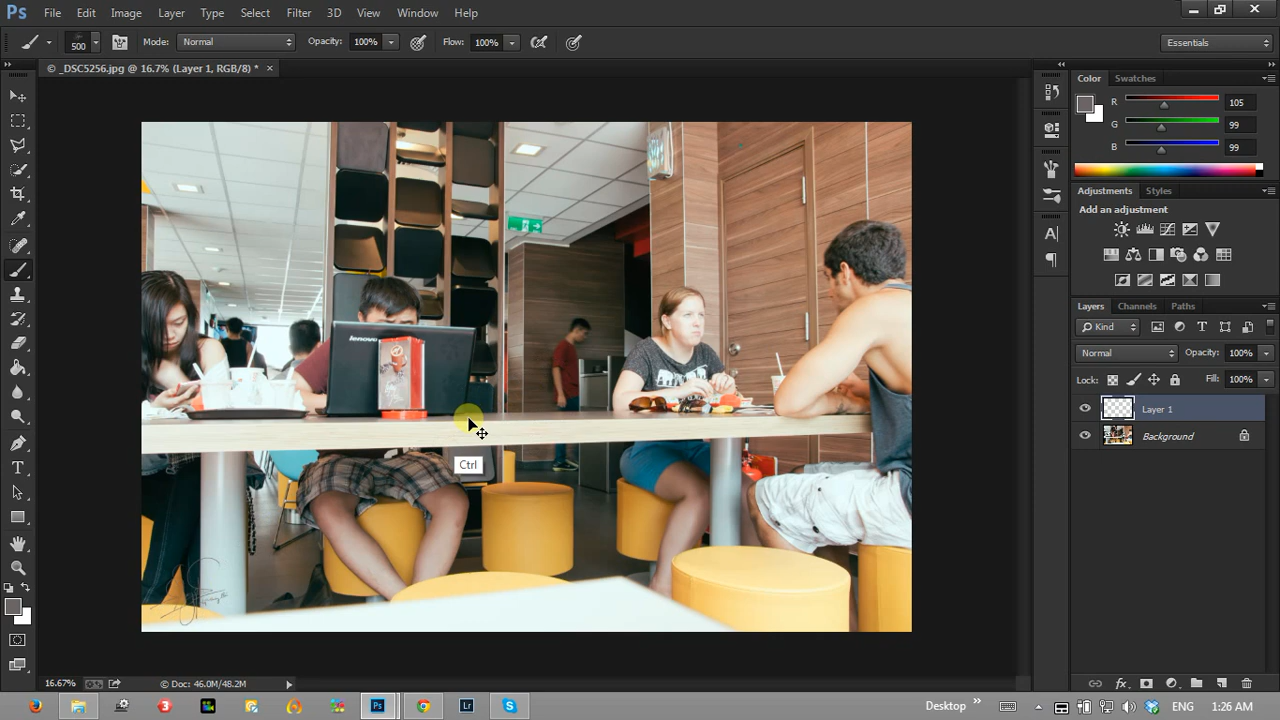 Ps File Edit Image Layer Type Select Filter 3D View Window Help
500 Mode: Normal Opacity: 100% Flow: 100% Essentials
© _DSC5256.jpg @ 16.7% (Layer 1, RGB/8) * ×
Color Swatches
R 105
G 99
B 99
Adjustments Styles
Add an adjustment
Layers Channels Paths
Kind
Normal Opacity: 100%
Lock: Fill: 100%
Layer 1
Background
lenovo
Ctrl
16.67% © Doc: 46.0M/48.2M
Desktop » ENG 1:26 AM